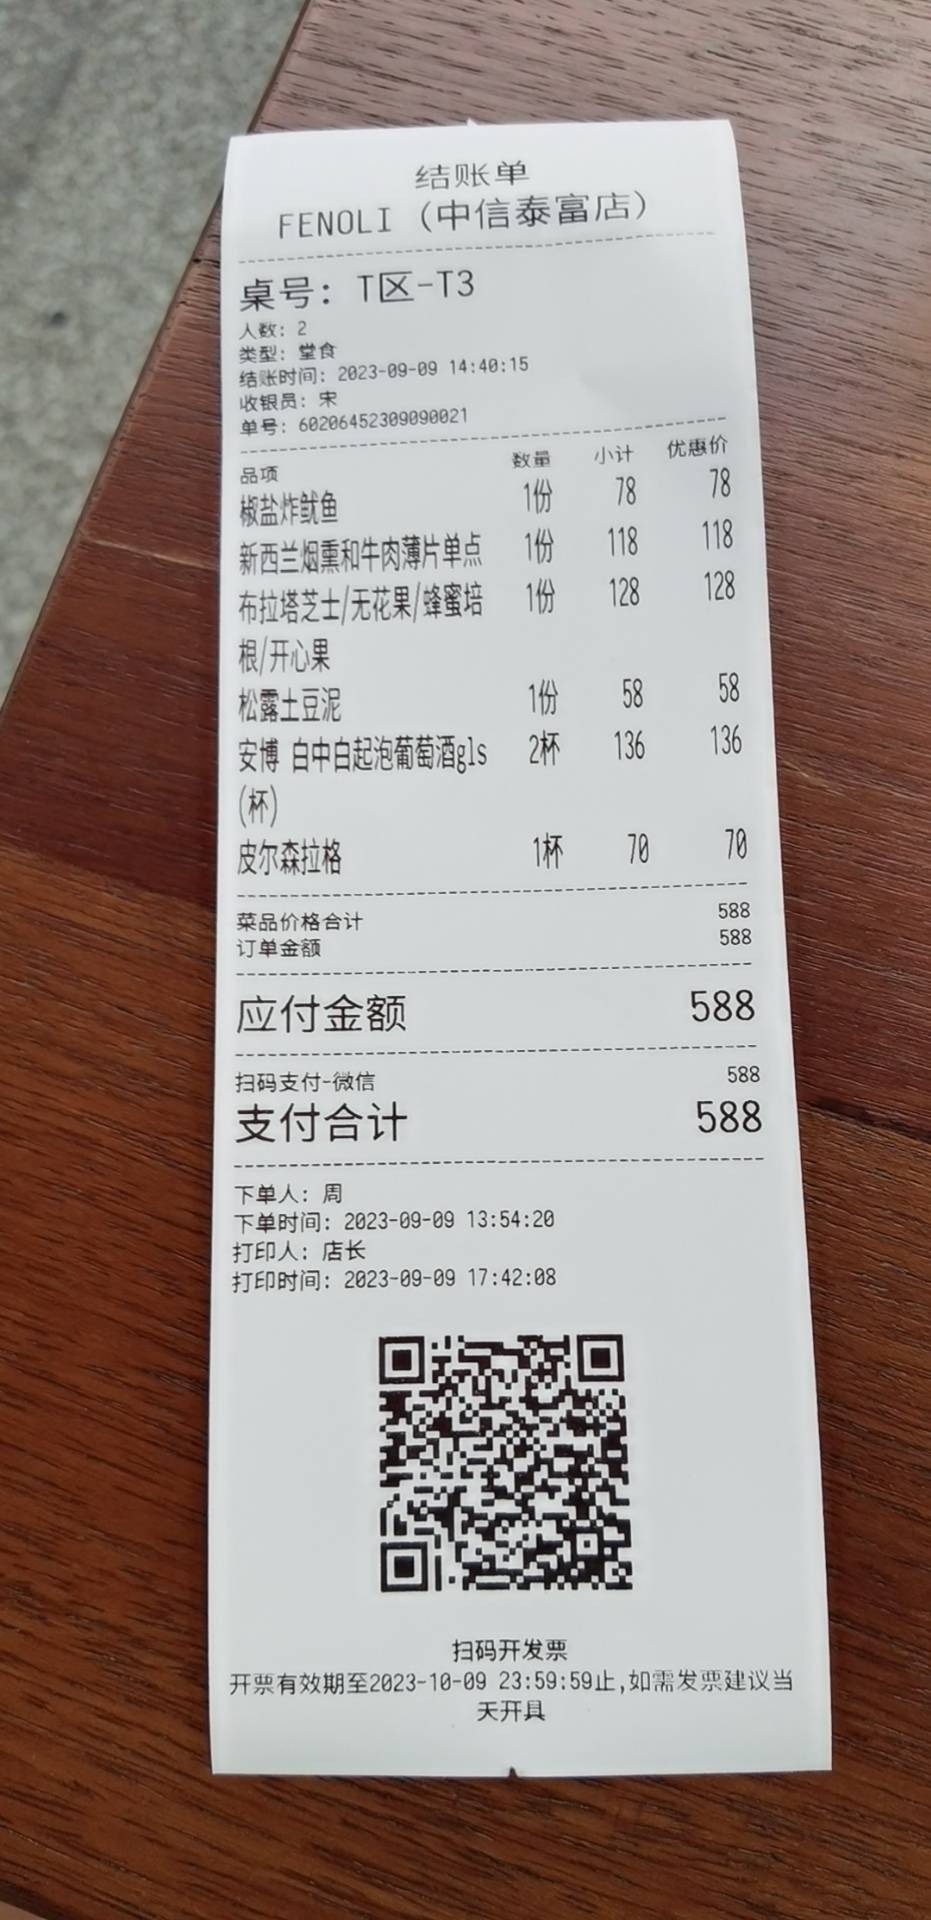 结账单
FENOLI（中信泰富店）
桌号：T区-T3
人数：2
类型：堂食
结账时间：2023-09-09 14:40:15
收银员：宋
单号：60206452309090021
品项 数量 小计 优惠价
椒盐炸鱿鱼 1份 78 78
新西兰烟熏和牛肉薄片单点 1份 118 118
布拉塔芝士/无花果/蜂蜜培 1份 128 128
根/开心果
松露土豆泥 1份 58 58
安博 白中白起泡葡萄酒gls 2杯 136 136
(杯)
皮尔森拉格 1杯 70 70
菜品价格合计 588
订单金额 588
应付金额 588
扫码支付-微信 588
支付合计 588
下单人：周
下单时间：2023-09-09 13:54:20
打印人：店长
打印时间：2023-09-09 17:42:08
扫码开发票
开票有效期至2023-10-09 23:59:59止,如需发票建议当
天开具